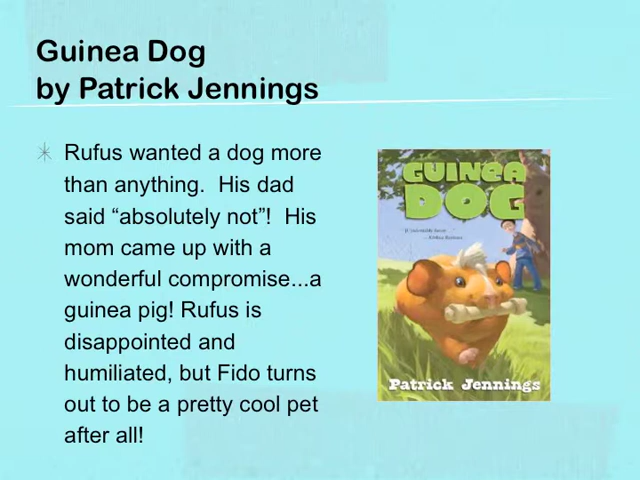 Guinea Dog
by Patrick Jennings
Rufus wanted a dog more
than anything.  His dad
said “absolutely not”!  His
mom came up with a
wonderful compromise...a
guinea pig! Rufus is
disappointed and
humiliated, but Fido turns
out to be a pretty cool pet
after all!
GUINEA
DOG
Patrick Jennings